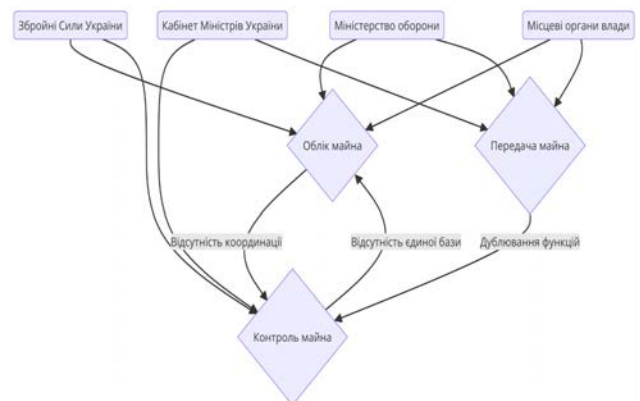 Збройні Сили України
Кабінет Міністрів України
Міністерство оборони
Місцеві органи влади
Облік майна
Передача майна
Відсутність координації
Відсутність єдиної бази
Дублювання функцій
Контроль майна